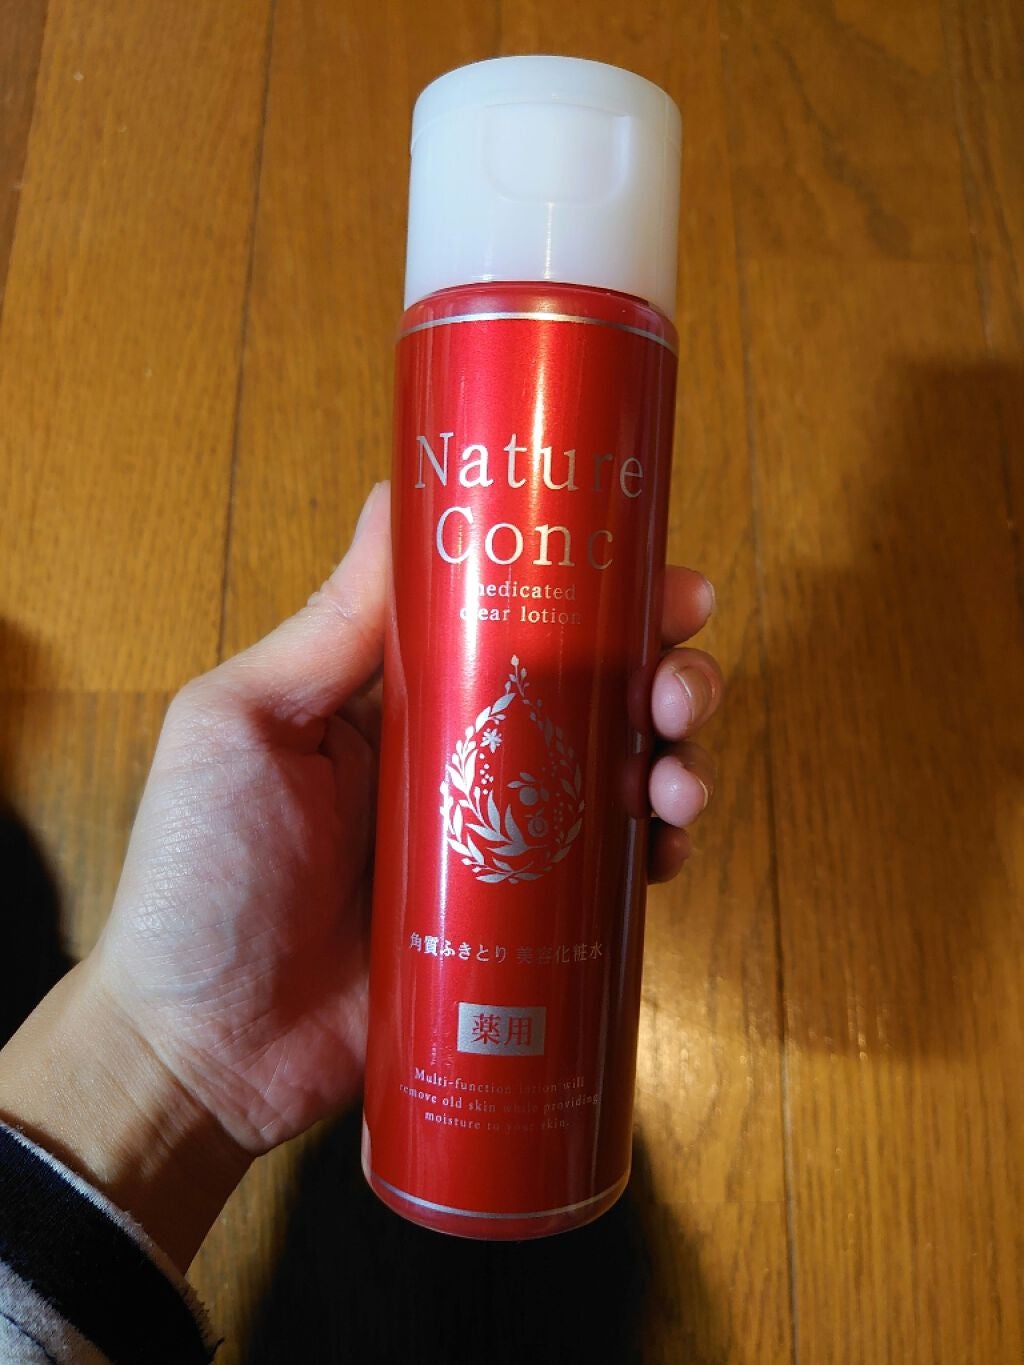 Nature
Conc
medicated
clear lotion
角質ふきとり 美容化粧水
薬用
Multi-function lotion will
remove old skin while providing
moisture to your skin.